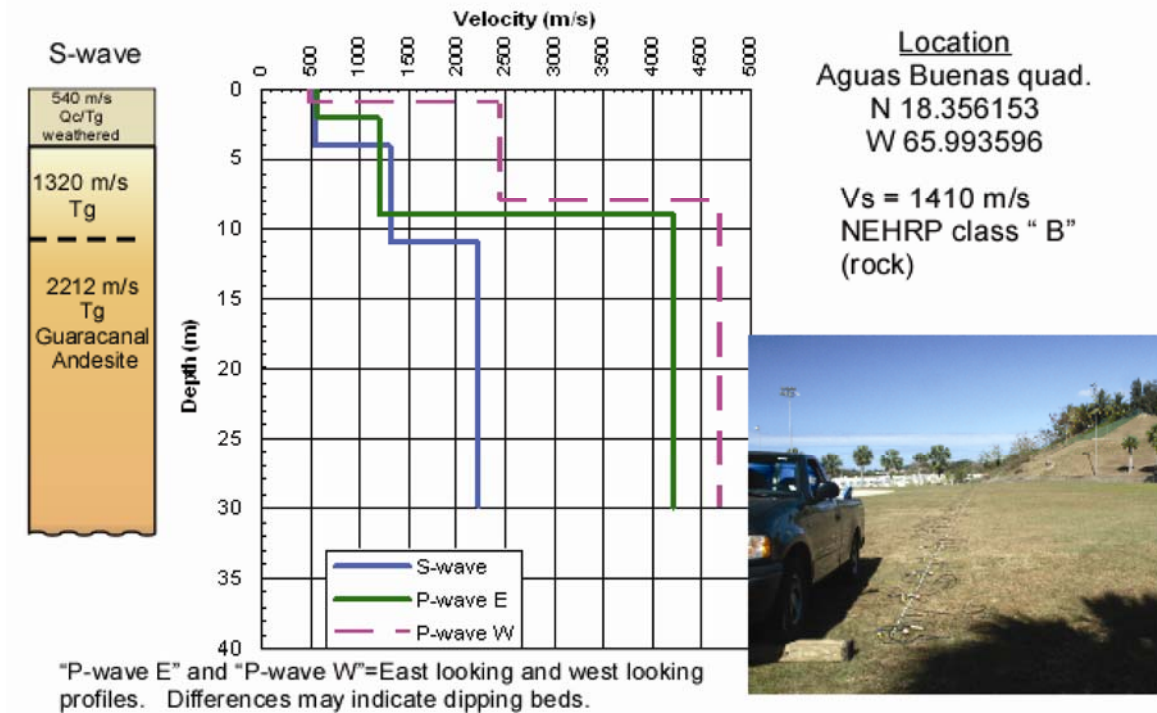 S-wave
540 m/s
Qc/Tg
weathered
1320 m/s
Tg
2212 m/s
Tg
Guaracanal
Andesite
Velocity (m/s)
0 500 1000 1500 2000 2500 3000 3500 4000 4500 5000
Depth (m)
0
5
10
15
20
25
30
35
40
S-wave
P-wave E
P-wave W
Location
Aguas Buenas quad.
N 18.356153
W 65.993596
Vs = 1410 m/s
NEHRP class “ B”
(rock)
“P-wave E” and “P-wave W”=East looking and west looking
profiles. Differences may indicate dipping beds.